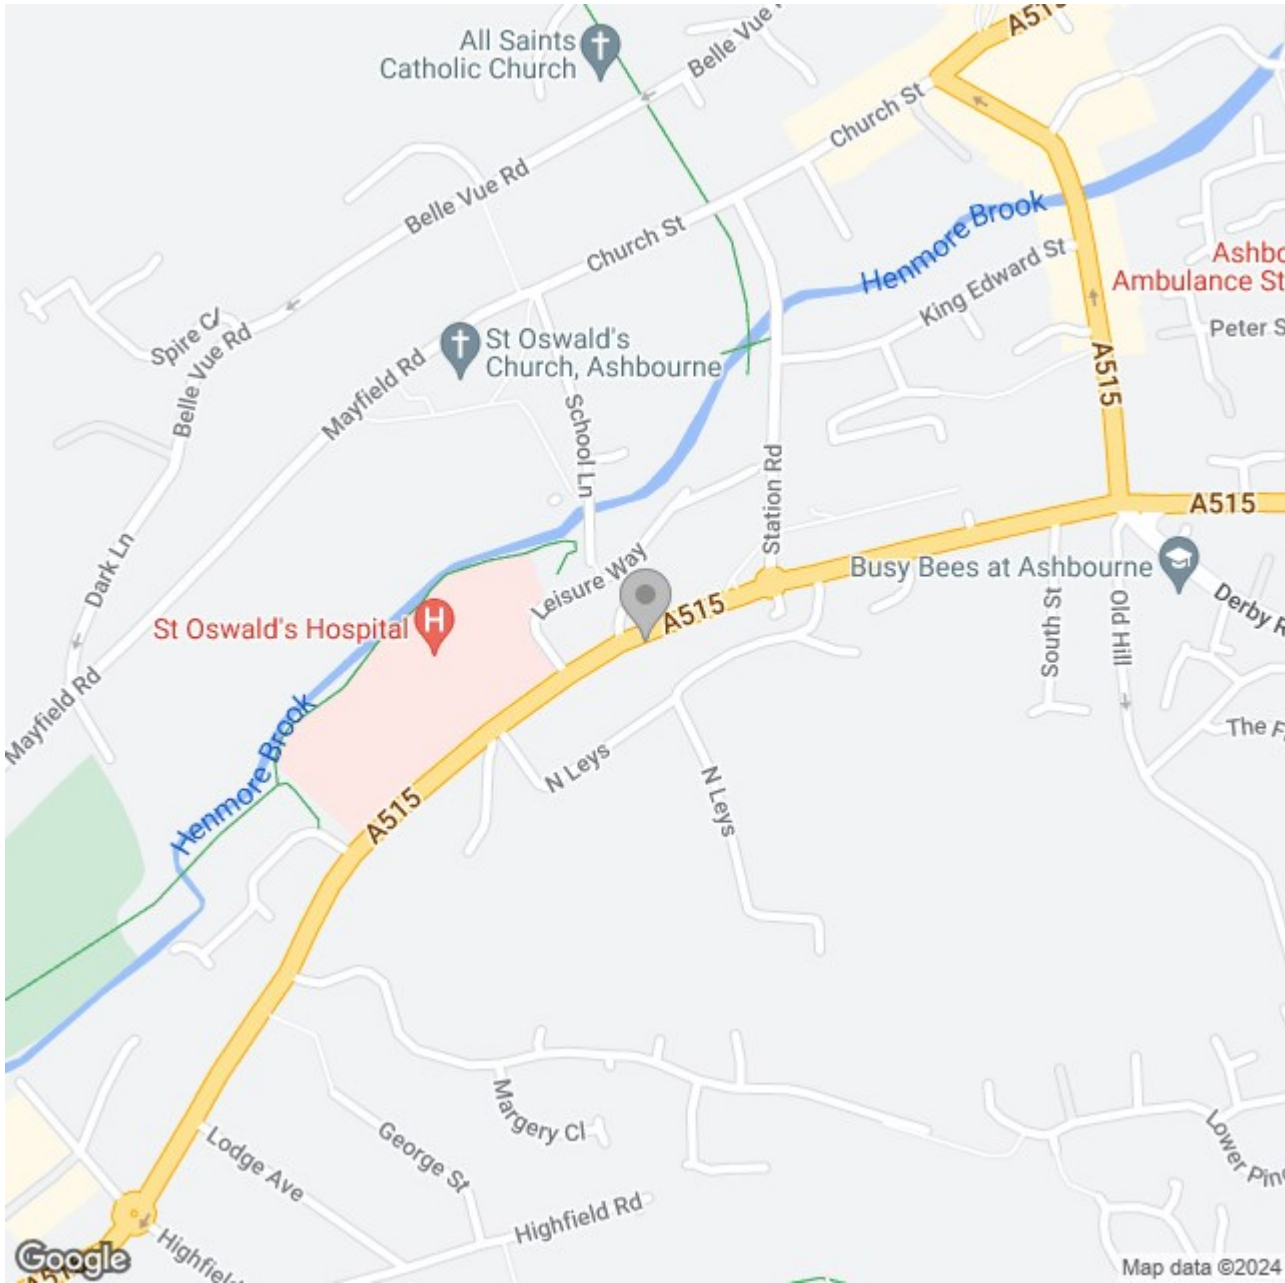 A515
All Saints
Catholic Church
Belle Vue
Church St
Belle Vue Rd
Church St
Henmore Brook
King Edward St
Ambulance St
Peter S
Spire Cl
Belle Vue Rd
St Oswald's
Church, Ashbourne
Mayfield Rd
A515
School Ln
Station Rd
A515
Dark Ln
Leisure Way
Busy Bees at Ashbourne
A515
St Oswald's Hospital
H
South St
Old Hill
Derby R
Mayfield Rd
Henmore Brook
The F
N Leys
N Leys
A515
Margery Cl
George St
Lodge Ave
Lower Pin
Highfield Rd
Highfield
Google
Map data ©2024